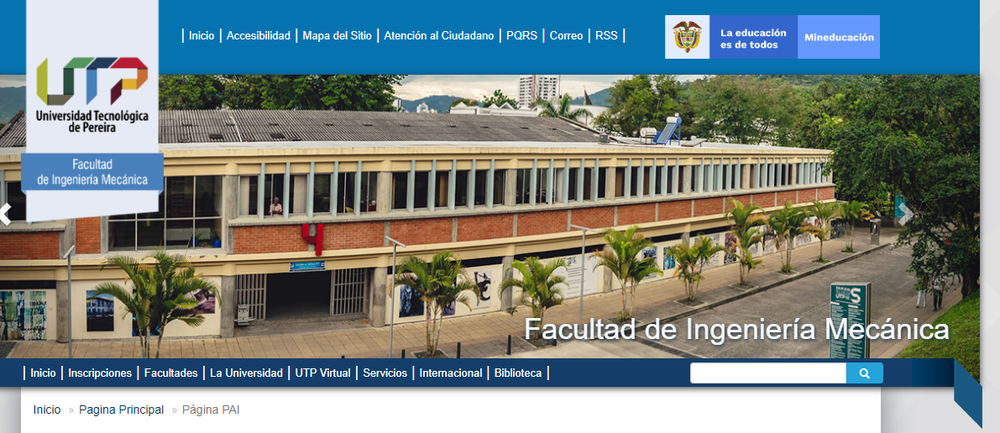 | Inicio | Accesibilidad | Mapa del Sitio | Atención al Ciudadano | PQRS | Correo | RSS |
La educación
es de todos
Mineducación
UTP
Universidad Tecnológica
de Pereira
Facultad
de Ingeniería Mecánica
4
Facultad de Ingeniería Mecánica
| Inicio | Inscripciones | Facultades | La Universidad | UTP Virtual | Servicios | Internacional | Biblioteca |
Inicio » Pagina Principal » Página PAI